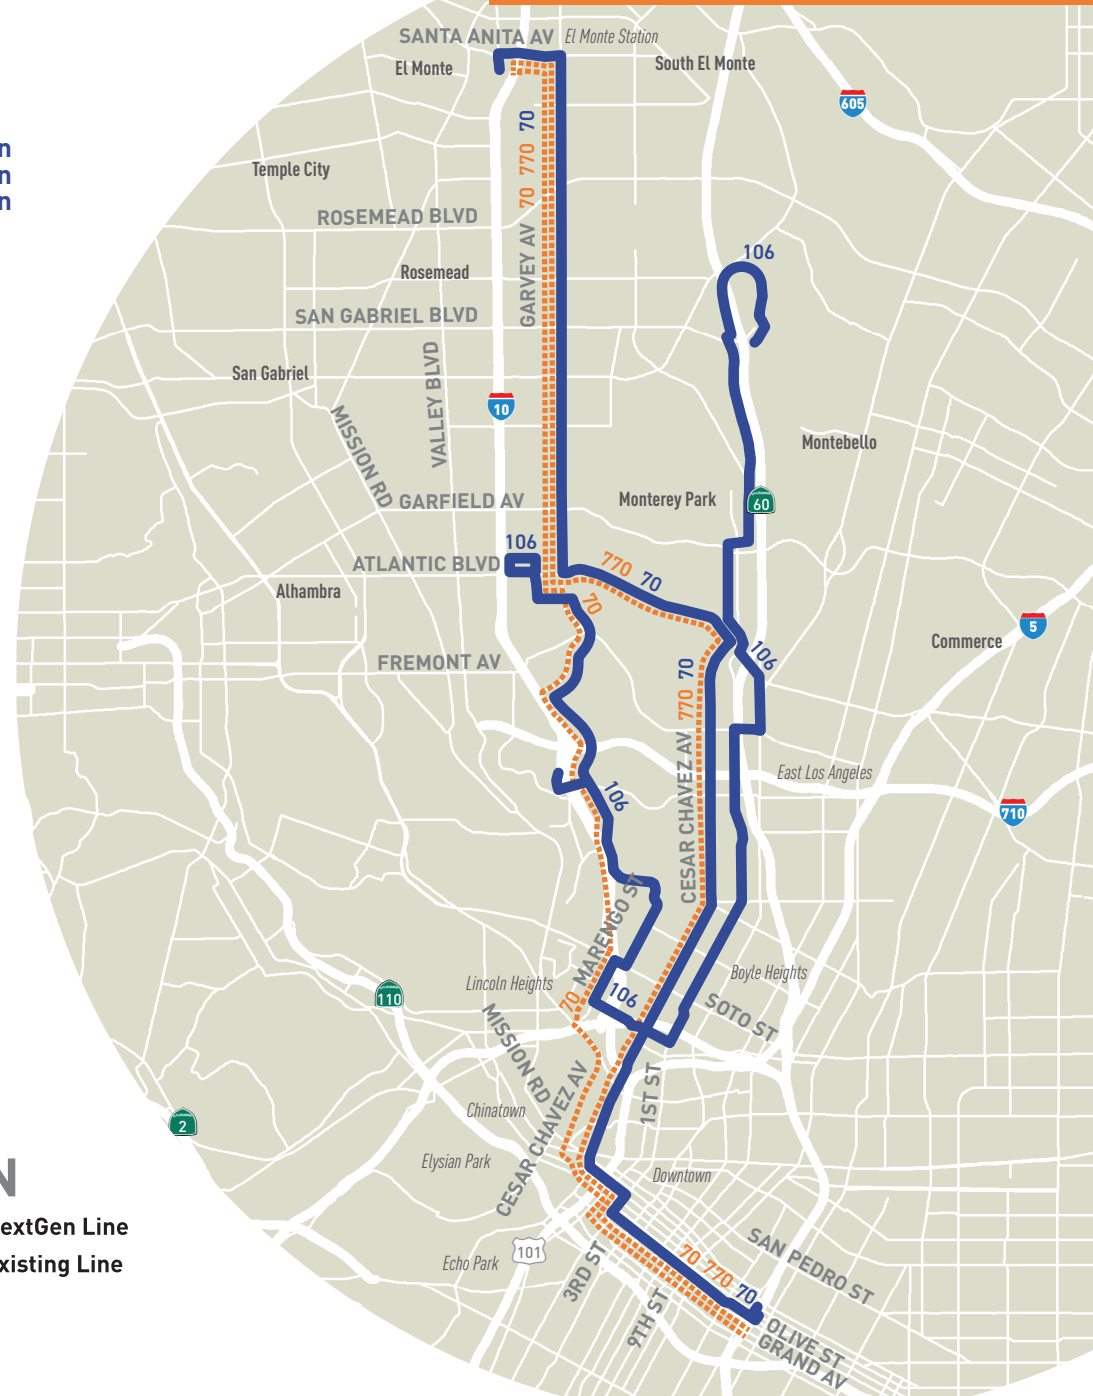 SANTA ANITA AV
El Monte Station
El Monte
South El Monte
605
n
n
n
70 770 70
Temple City
ROSEMEAD BLVD
GARVEY AV
106
Rosemead
SAN GABRIEL BLVD
VALLEY BLVD
San Gabriel
10
MISSION RD
Montebello
GARFIELD AV
Monterey Park
60
106
ATLANTIC BLVD
770 70
70
Alhambra
5
Commerce
FREMONT AV
106
770 70
CESAR CHAVEZ AV
East Los Angeles
106
710
MARENGO ST
Lincoln Heights
Boyle Heights
110
70
106
SOTO ST
MISSION RD
CESAR CHAVEZ AV
1ST ST
Chinatown
2
Elysian Park
Downtown
N
extGen Line
xisting Line
Echo Park
101
3RD ST
9TH ST
70 770 70
SAN PEDRO ST
OLIVE ST
GRAND AV